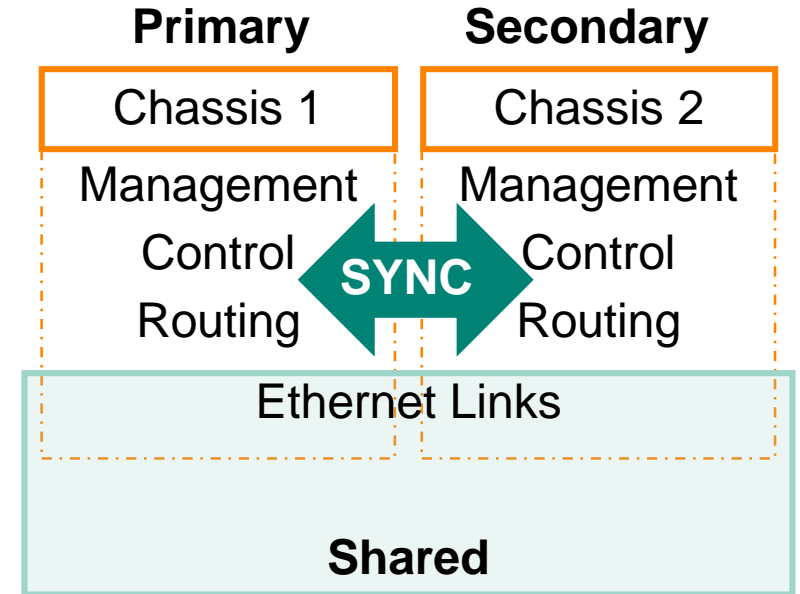 Primary Secondary
Chassis 1 Chassis 2
Management Management
Control SYNC Control
Routing Routing
Ethernet Links
Shared